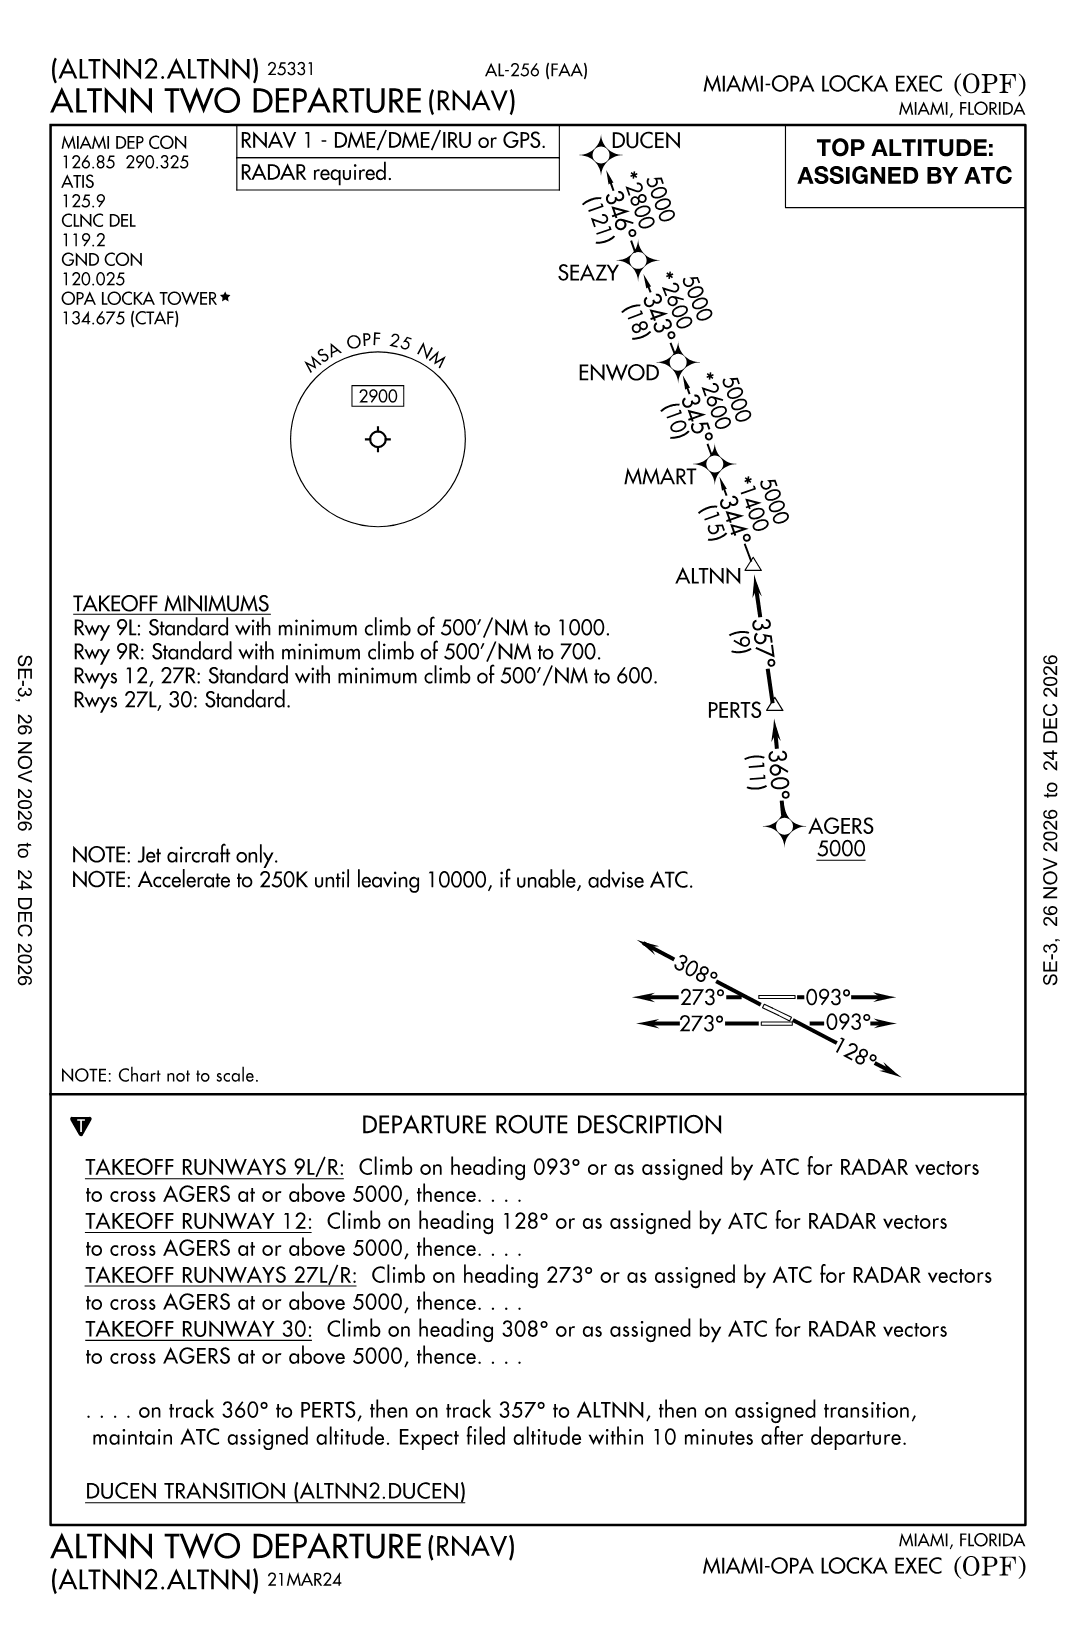 (ALTNN2.ALTNN) 25331
AL-256 (FAA)
MIAMI-OPA LOCKA EXEC (OPF)
ALTNN TWO DEPARTURE (RNAV)
MIAMI, FLORIDA
MIAMI DEP CON
126.85 290.325
ATIS
125.9
CLNC DEL
119.2
GND CON
120.025
OPA LOCKA TOWER★
134.675 (CTAF)
RNAV 1 - DME/DME/IRU or GPS.
RADAR required.
TOP ALTITUDE:
ASSIGNED BY ATC
DUCEN
5000
*2800
346°
(121)
SEAZY
5000
*2600
343°
(18)
ENWOD
5000
*2600
345°
(10)
MMART
5000
*1400
344°
(15)
ALTNN
357°
(9)
PERTS
360°
(11)
AGERS
5000
MSA OPF 25 NM
2900
TAKEOFF MINIMUMS
Rwy 9L: Standard with minimum climb of 500'/NM to 1000.
Rwy 9R: Standard with minimum climb of 500'/NM to 700.
Rwys 12, 27R: Standard with minimum climb of 500'/NM to 600.
Rwys 27L, 30: Standard.
NOTE: Jet aircraft only.
NOTE: Accelerate to 250K until leaving 10000, if unable, advise ATC.
308°
273°
093°
273°
093°
128°
NOTE: Chart not to scale.
SE-3, 26 NOV 2026 to 24 DEC 2026
SE-3, 26 NOV 2026 to 24 DEC 2026
T
DEPARTURE ROUTE DESCRIPTION
TAKEOFF RUNWAYS 9L/R: Climb on heading 093° or as assigned by ATC for RADAR vectors
to cross AGERS at or above 5000, thence. . . .
TAKEOFF RUNWAY 12: Climb on heading 128° or as assigned by ATC for RADAR vectors
to cross AGERS at or above 5000, thence. . . .
TAKEOFF RUNWAYS 27L/R: Climb on heading 273° or as assigned by ATC for RADAR vectors
to cross AGERS at or above 5000, thence. . . .
TAKEOFF RUNWAY 30: Climb on heading 308° or as assigned by ATC for RADAR vectors
to cross AGERS at or above 5000, thence. . . .
. . . . on track 360° to PERTS, then on track 357° to ALTNN, then on assigned transition,
maintain ATC assigned altitude. Expect filed altitude within 10 minutes after departure.
DUCEN TRANSITION (ALTNN2.DUCEN)
ALTNN TWO DEPARTURE (RNAV)
(ALTNN2.ALTNN) 21MAR24
MIAMI, FLORIDA
MIAMI-OPA LOCKA EXEC (OPF)